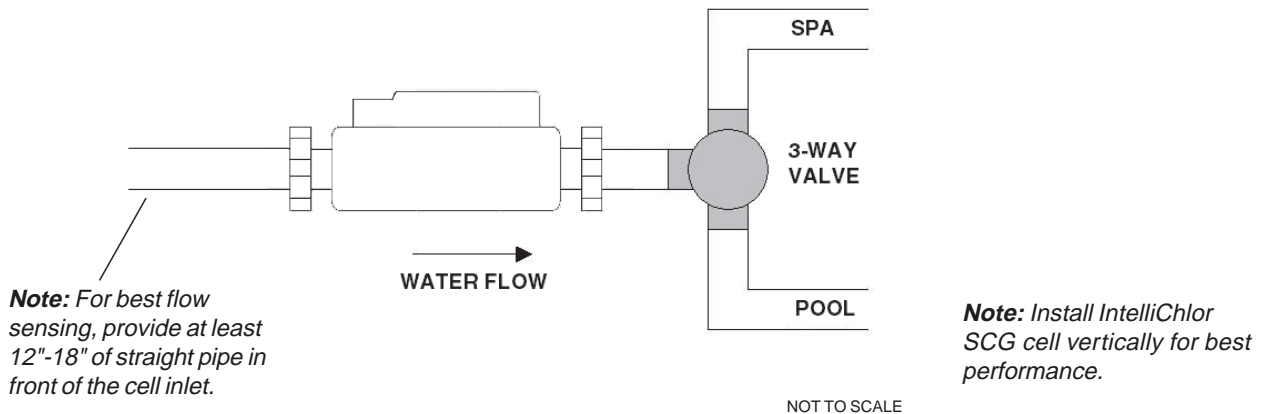 SPA
3-WAY
VALVE
WATER FLOW
POOL
Note: For best flow
sensing, provide at least
12"-18" of straight pipe in
front of the cell inlet.
Note: Install IntelliChlor
SCG cell vertically for best
performance.
NOT TO SCALE